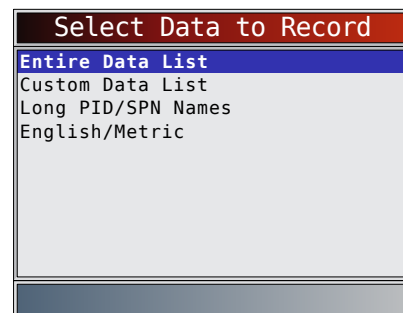 Select Data to Record
Entire Data List
Custom Data List
Long PID/SPN Names
English/Metric